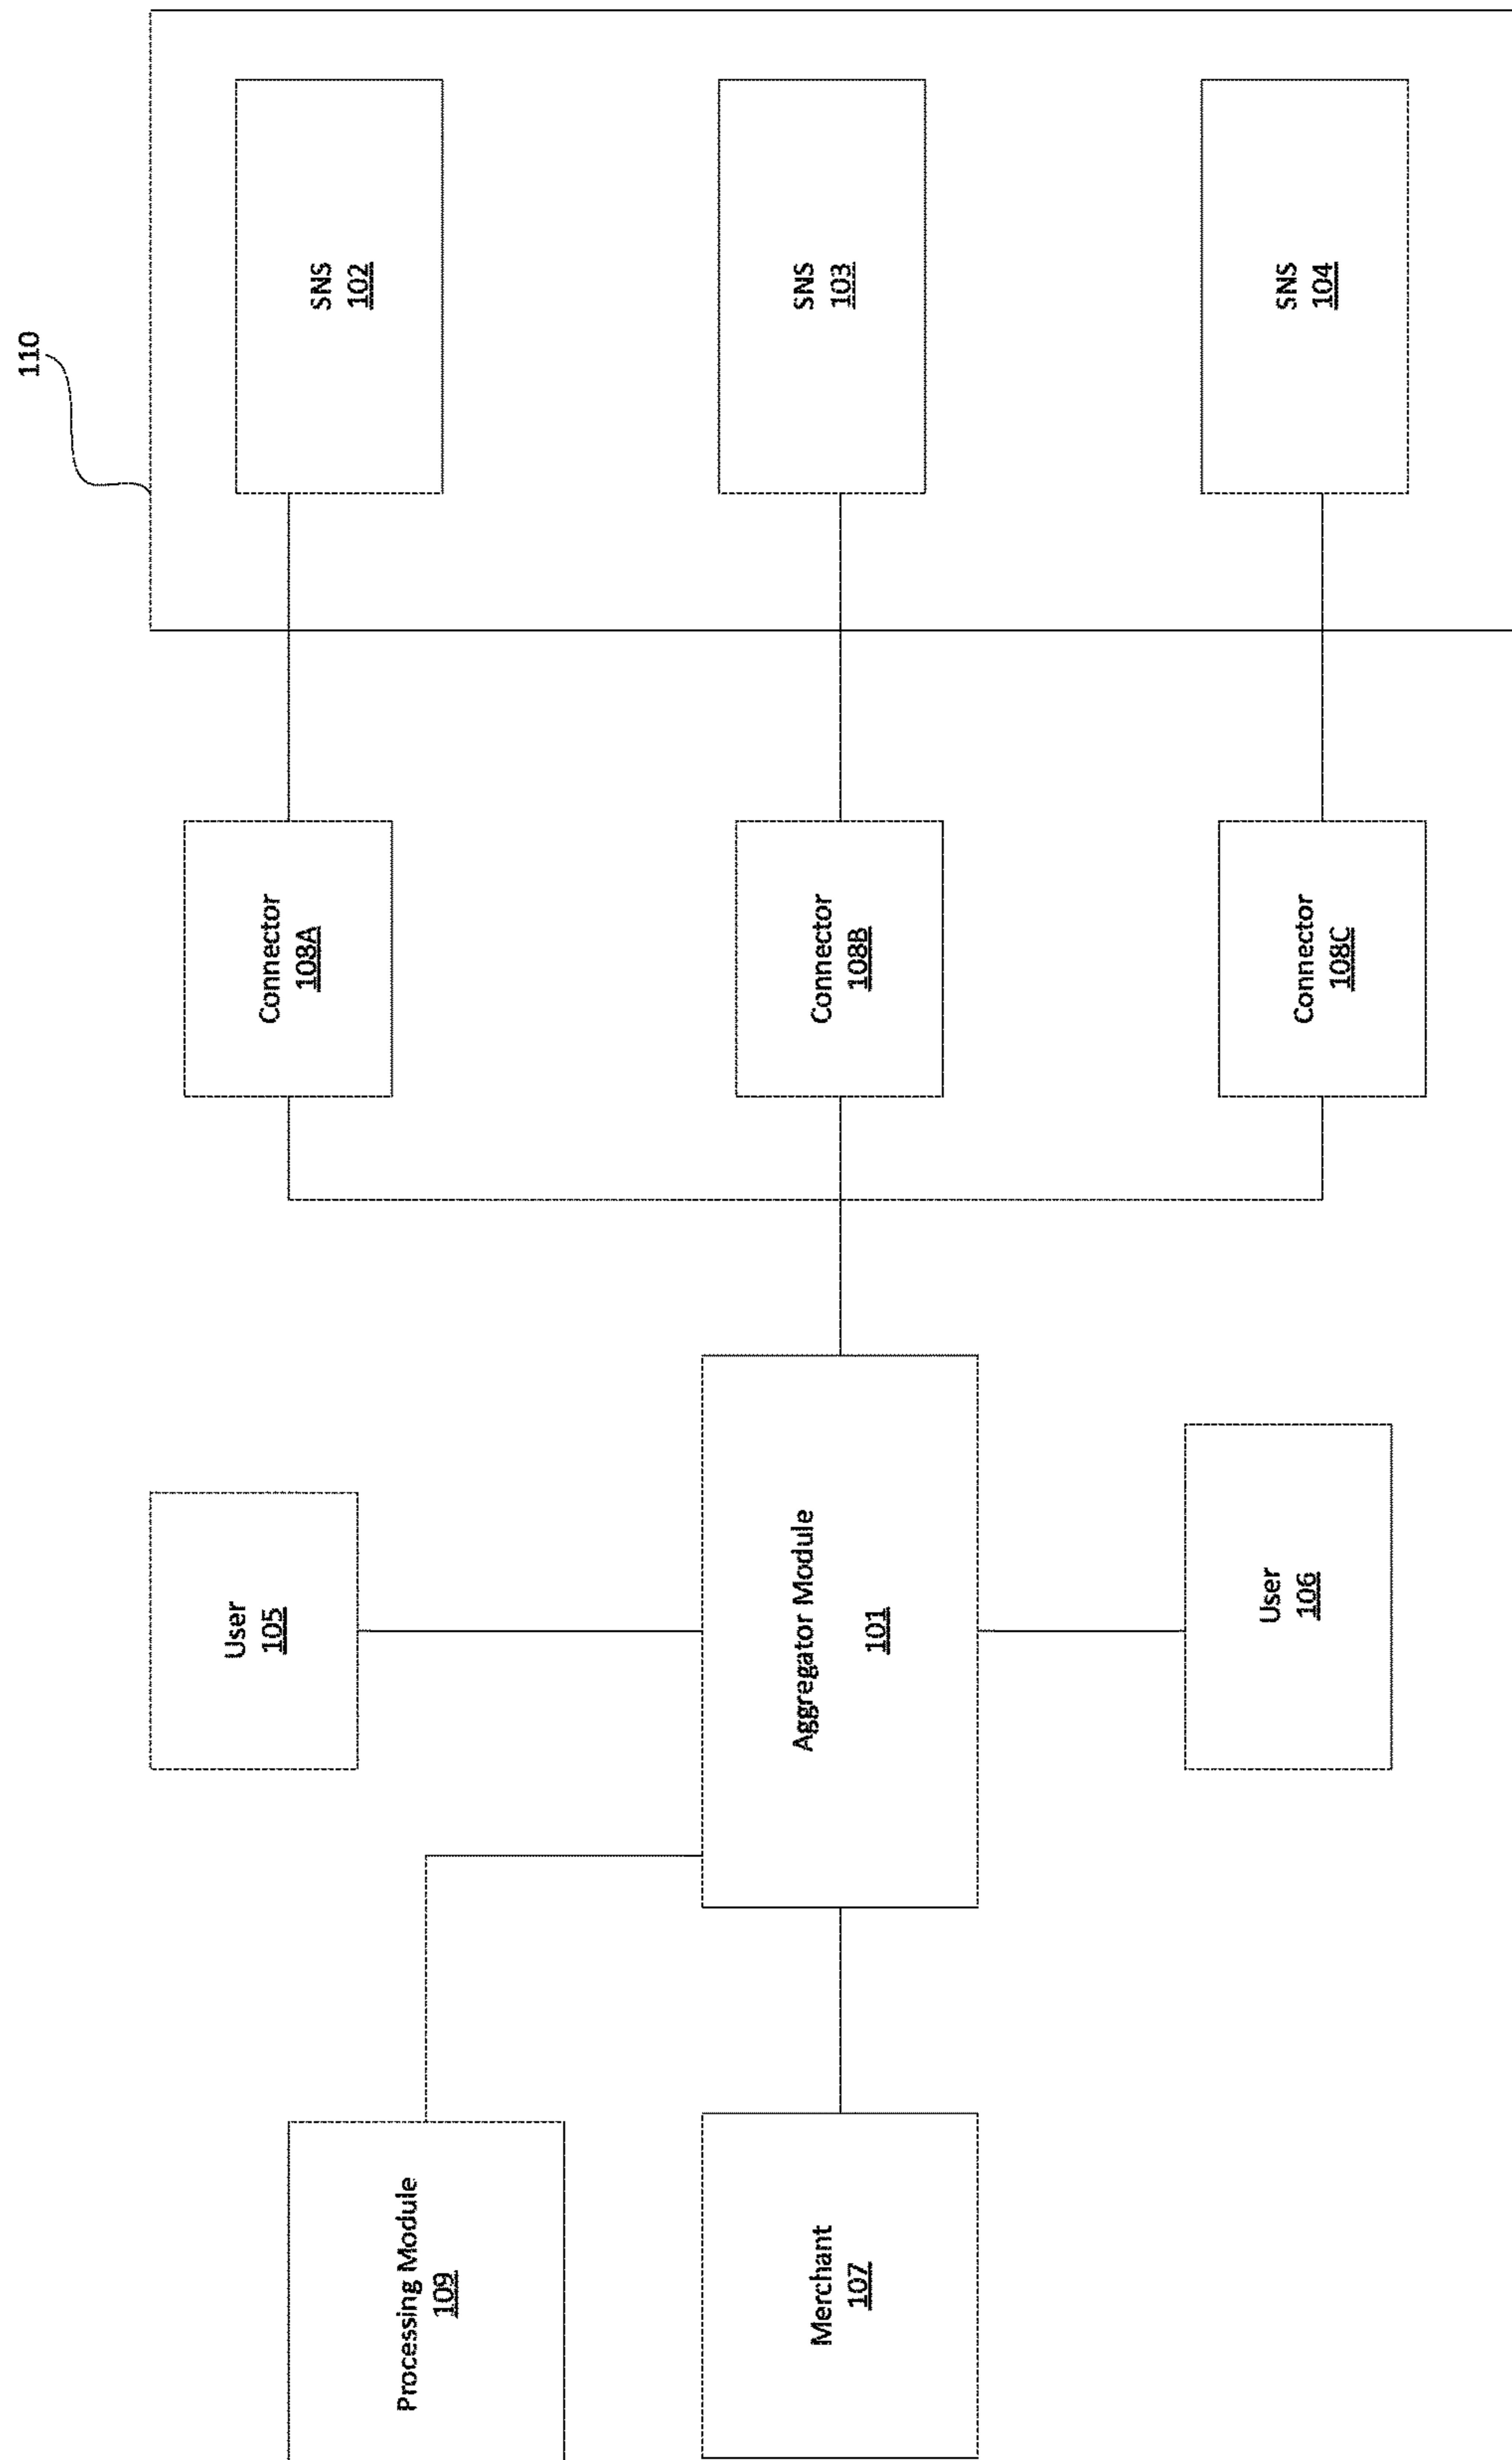 110
SNS
102
SNS
103
SNS
104
Connector
108A
Connector
108B
Connector
108C
User
105
Aggregator Module
101
User
106
Processing Module
109
Merchant
107